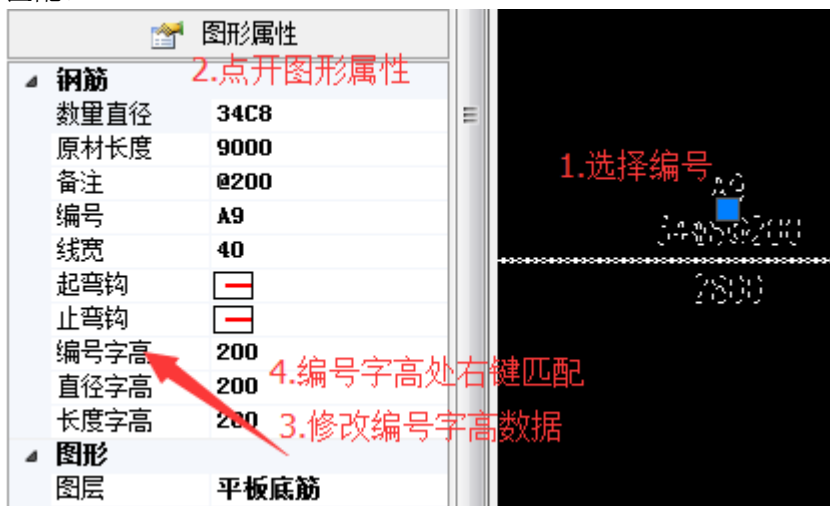 图形属性
2.点开图形属性
钢筋
数量直径 34C8
原材长度 9000
备注 @200
编号 A9
线宽 40
起弯钩
止弯钩
编号字高 200
直径字高 200
长度字高 200
图形
图层 平板底筋
1.选择编号
A9
34C8@200
2800
4.编号字高处右键匹配
3.修改编号字高数据